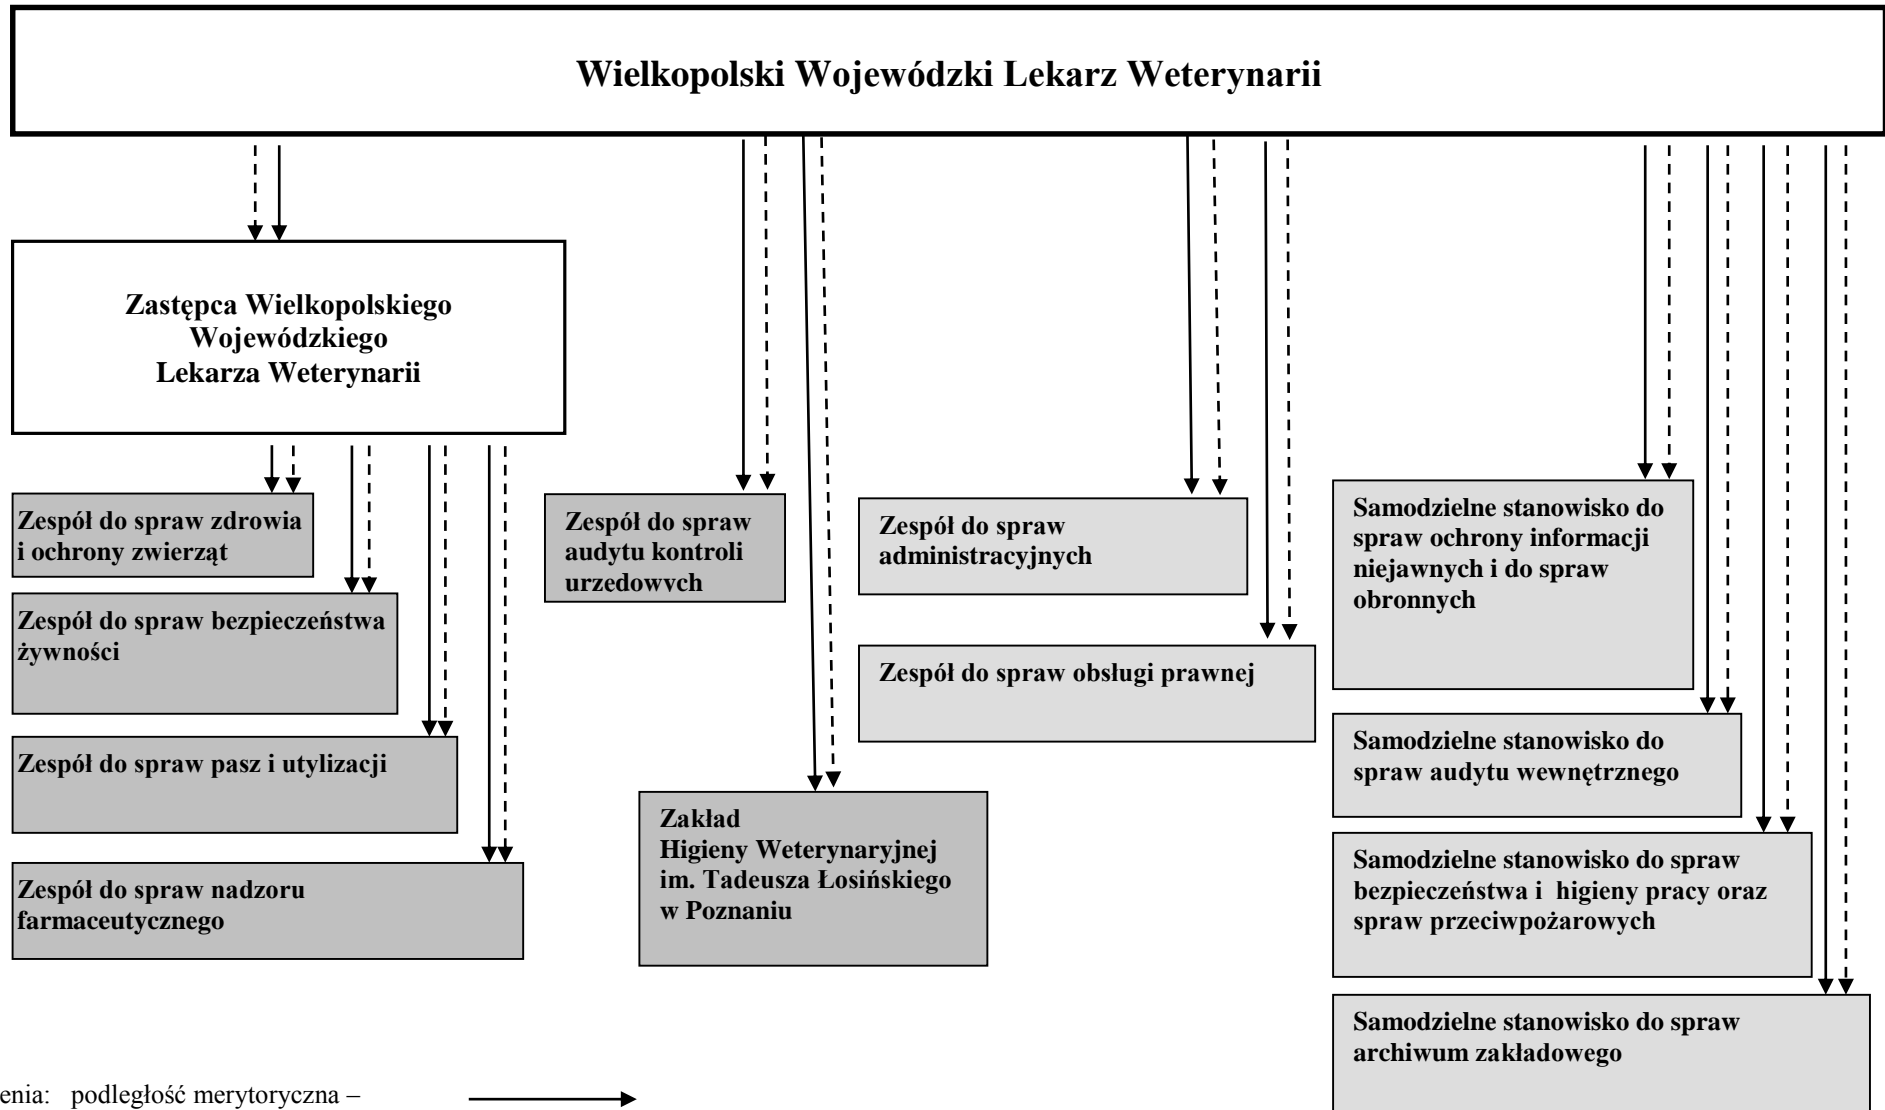 Wielkopolski Wojewódzki Lekarz Weterynarii
Zastępca Wielkopolskiego
Wojewódzkiego
Lekarza Weterynarii
Zespół do spraw zdrowia
i ochrony zwierząt
Zespół do spraw bezpieczeństwa
żywności
Zespół do spraw pasz i utylizacji
Zespół do spraw nadzoru
farmaceutycznego
Zespół do spraw
audytu kontroli
urzedowych
Zakład
Higieny Weterynaryjnej
im. Tadeusza Łosińskiego
w Poznaniu
Zespół do spraw
administracyjnych
Zespół do spraw obsługi prawnej
Samodzielne stanowisko do
spraw ochrony informacji
niejawnych i do spraw
obronnych
Samodzielne stanowisko do
spraw audytu wewnętrznego
Samodzielne stanowisko do spraw
bezpieczeństwa i higieny pracy oraz
spraw przeciwpożarowych
Samodzielne stanowisko do spraw
archiwum zakładowego
enia: podległość merytoryczna –